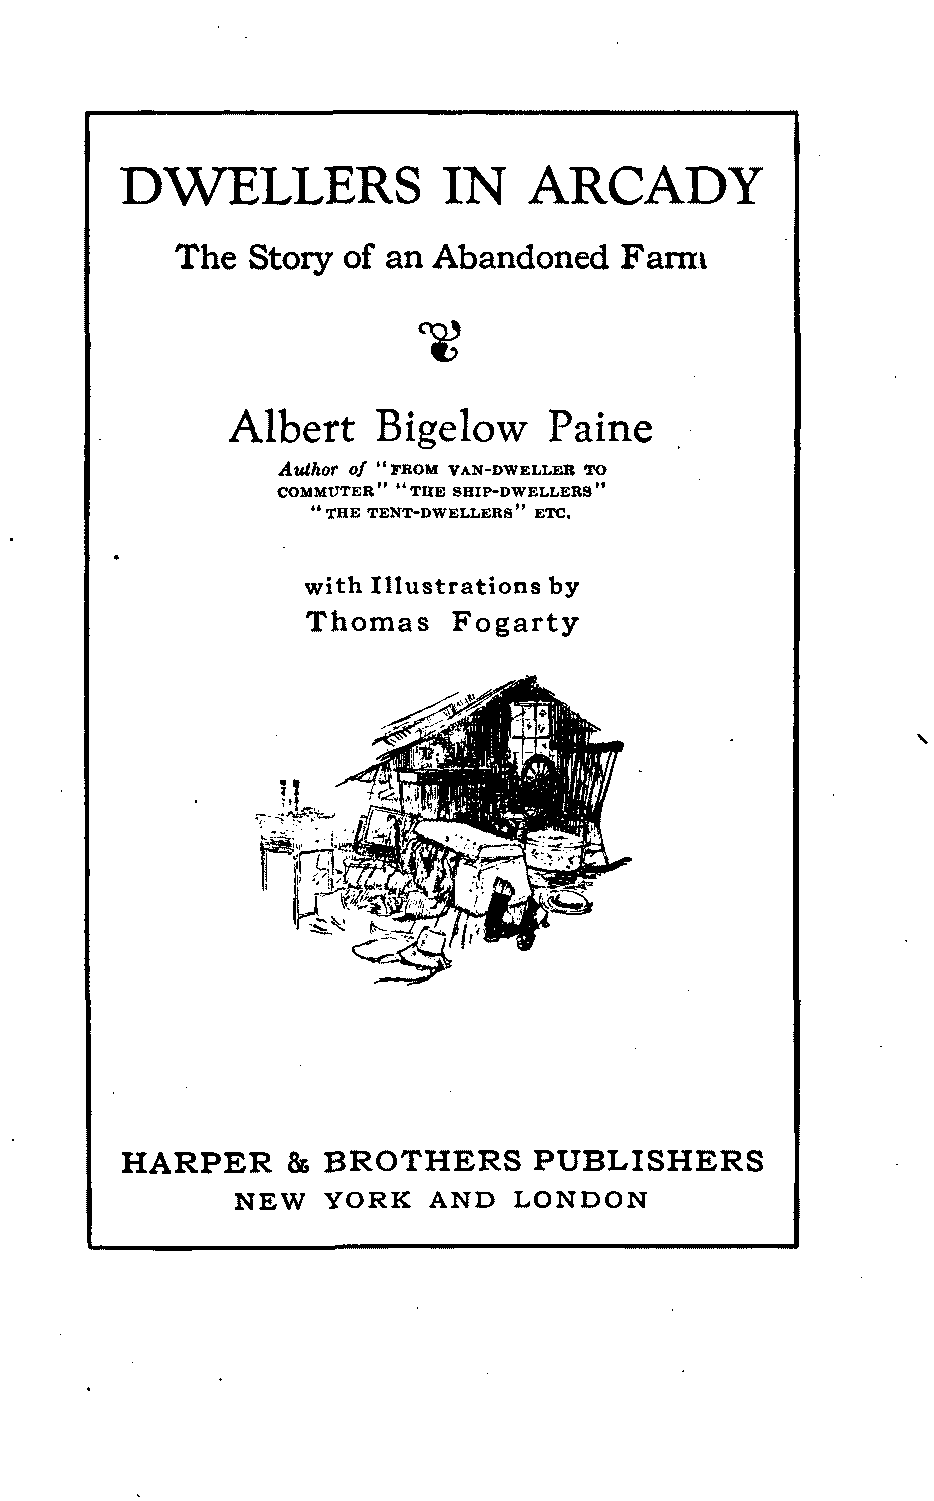 DWELLERS IN ARCADY
The Story of an Abandoned Farm
Albert Bigelow Paine
Author of "FROM VAN-DWELLER TO
COMMUTER" "THE SHIP-DWELLERS"
"THE TENT-DWELLERS" ETC.
with Illustrations by
Thomas Fogarty
HARPER & BROTHERS PUBLISHERS
NEW YORK AND LONDON